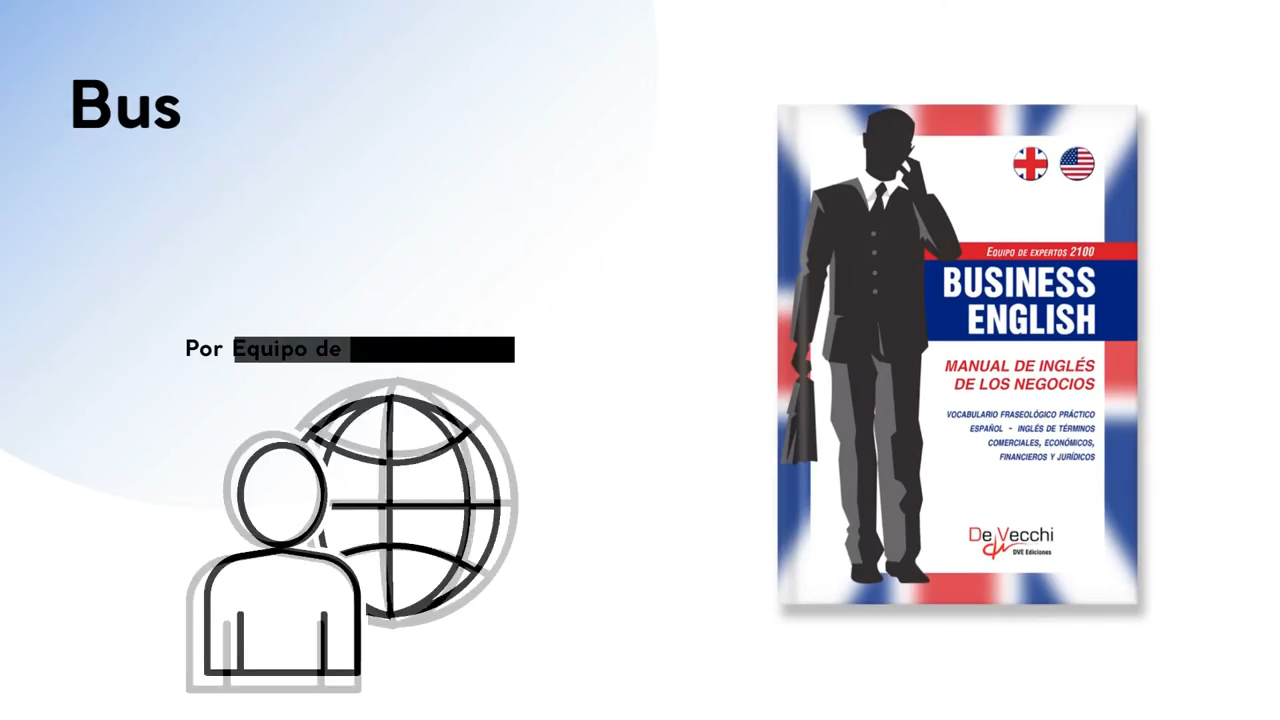 Bus
Por Equipo de
EQUIPO DE EXPERTOS 2100
BUSINESS
ENGLISH
MANUAL DE INGLÉS
DE LOS NEGOCIOS
VOCABULARIO FRASEOLÓGICO PRÁCTICO
ESPAÑOL - INGLÉS DE TÉRMINOS
COMERCIALES, ECONÓMICOS,
FINANCIEROS Y JURÍDICOS
De Vecchi
DVE Ediciones